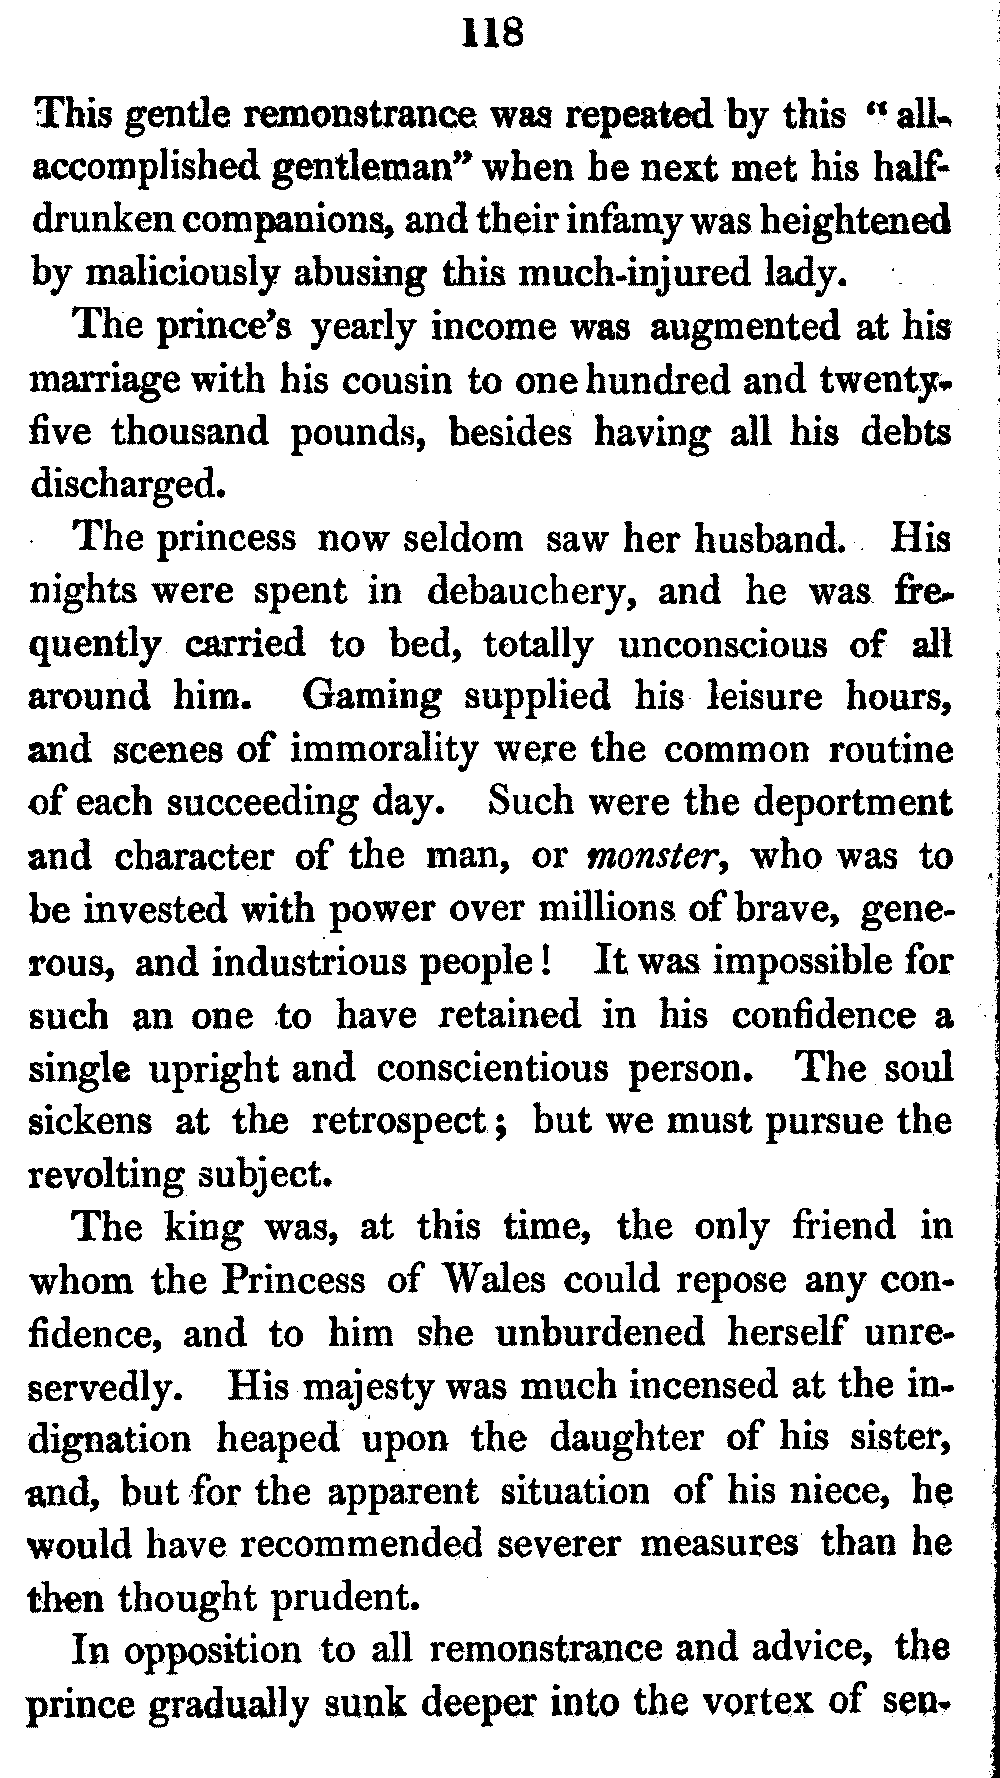 118
This gentle remonstrance was repeated by this “ all-
accomplished gentleman” when he next met his half-
drunken companions, and their infamy was heightened
by maliciously abusing this much-injured lady.
The prince’s yearly income was augmented at his
marriage with his cousin to one hundred and twenty-
five thousand pounds, besides having all his debts
discharged.
The princess now seldom saw her husband. His
nights were spent in debauchery, and he was fre-
quently carried to bed, totally unconscious of all
around him. Gaming supplied his leisure hours,
and scenes of immorality were the common routine
of each succeeding day. Such were the deportment
and character of the man, or monster, who was to
be invested with power over millions of brave, gene-
rous, and industrious people! It was impossible for
such an one to have retained in his confidence a
single upright and conscientious person. The soul
sickens at the retrospect; but we must pursue the
revolting subject.
The king was, at this time, the only friend in
whom the Princess of Wales could repose any con-
fidence, and to him she unburdened herself unre-
servedly. His majesty was much incensed at the in-
dignation heaped upon the daughter of his sister,
and, but for the apparent situation of his niece, he
would have recommended severer measures than he
then thought prudent.
In opposition to all remonstrance and advice, the
prince gradually sunk deeper into the vortex of sen-